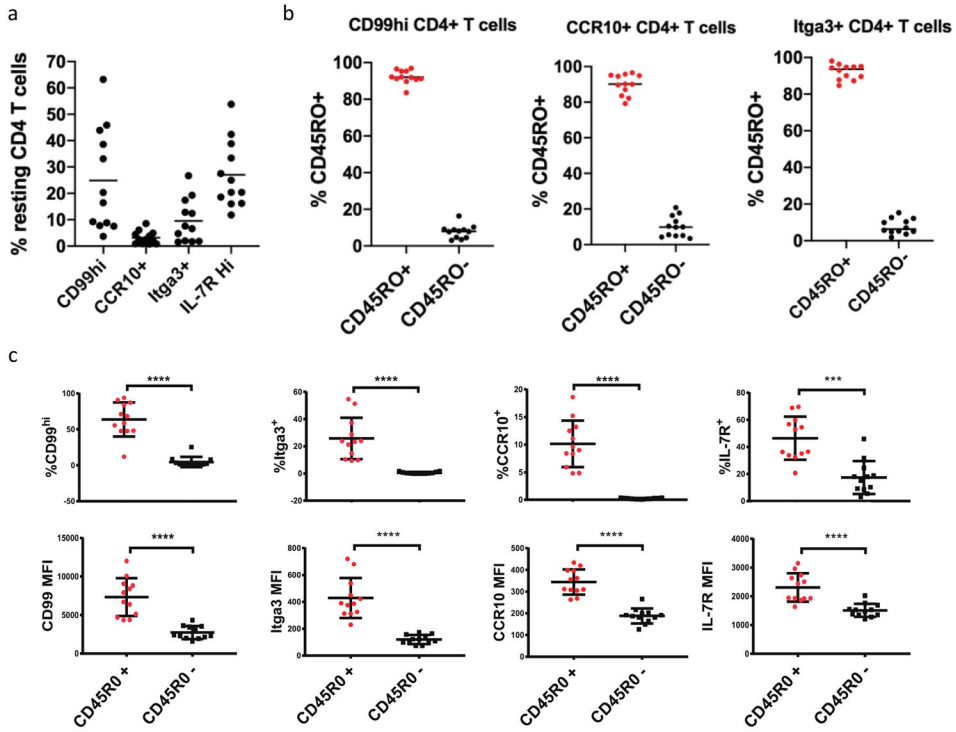 a
% resting CD4 T cells
70
60
50
40
30
20
10
0
CD99hi
CCR10+
Itga3+
IL-7R Hi
b
CD99hi CD4+ T cells
% CD45RO+
100
80
60
40
20
0
CD45RO+
CD45RO-
CCR10+ CD4+ T cells
% CD45RO+
100
80
60
40
20
0
CD45RO+
CD45RO-
Itga3+ CD4+ T cells
% CD45RO+
100
80
60
40
20
0
CD45RO+
CD45RO-
c
%CD99hi
100
50
0
-50
****
%Itga3+
60
40
20
0
-20
****
%CCR10+
20
15
10
5
0
****
%IL-7R+
80
60
40
20
0
***
CD99 MFI
15000
10000
5000
0
****
CD45R0 +
CD45R0 -
Itga3 MFI
800
600
400
200
0
****
CD45R0 +
CD45R0 -
CCR10 MFI
500
400
300
200
100
0
****
CD45R0 +
CD45R0 -
IL-7R MFI
4000
3000
2000
1000
0
****
CD45R0 +
CD45R0 -